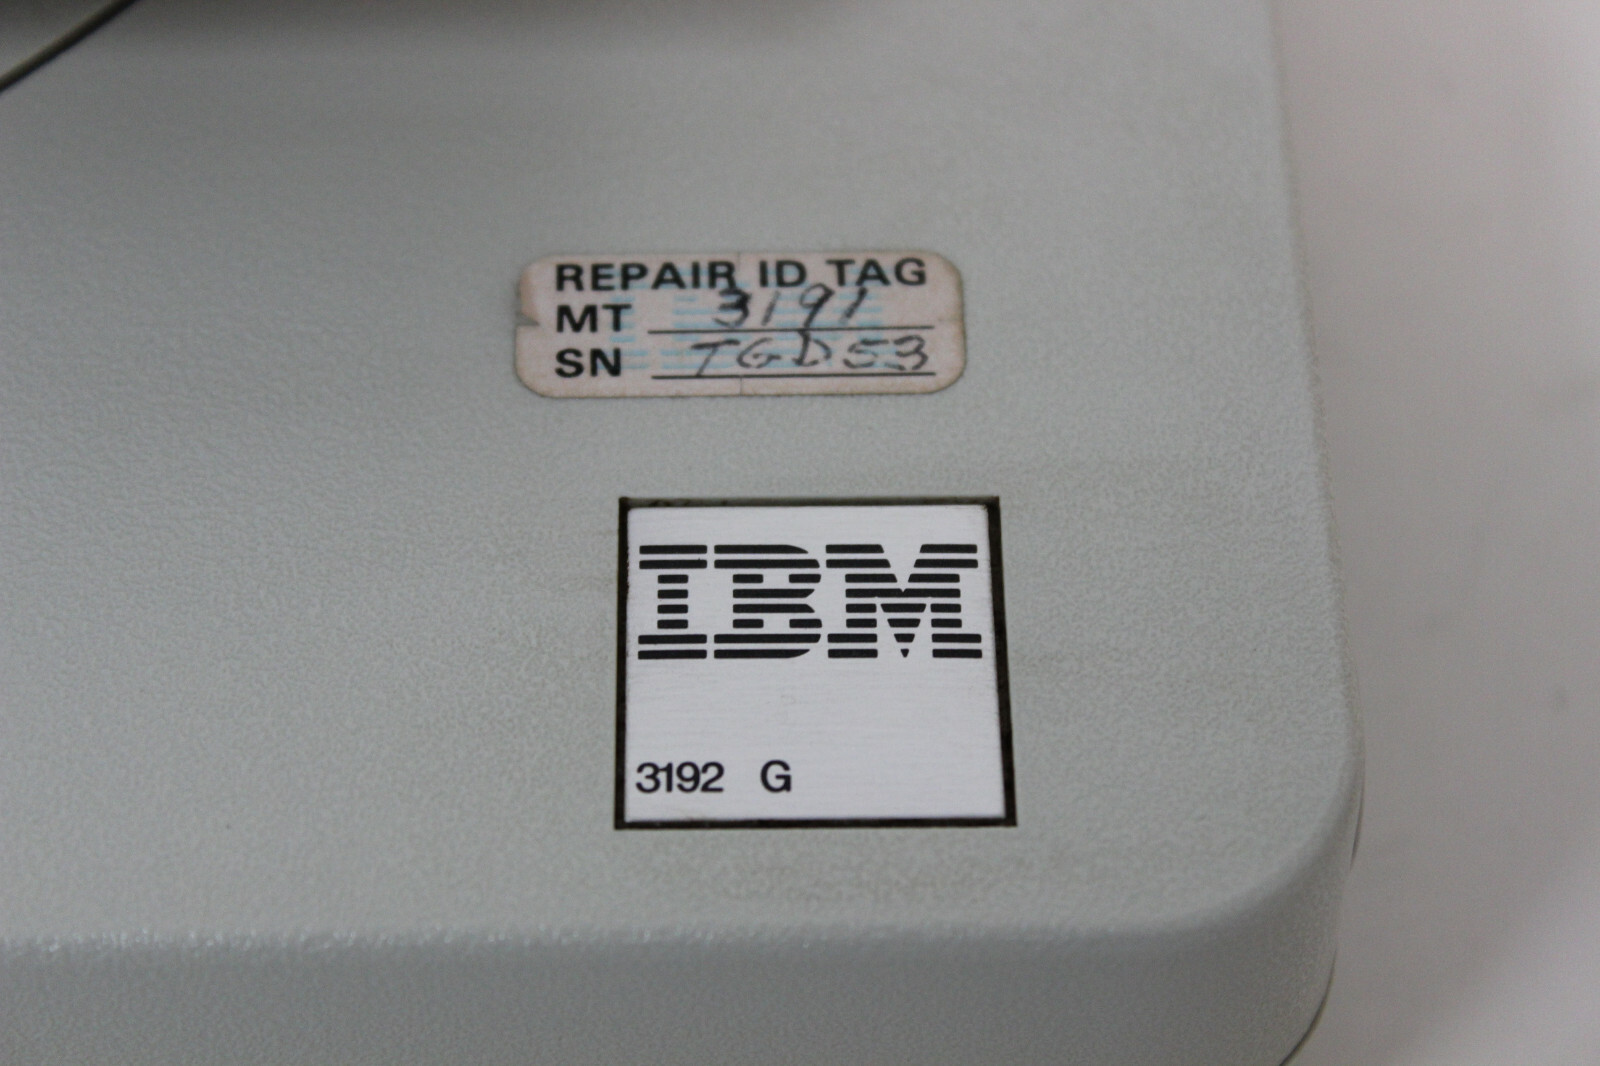 REPAIR ID TAG
MT 3191
SN TGD53
IBM
3192 G